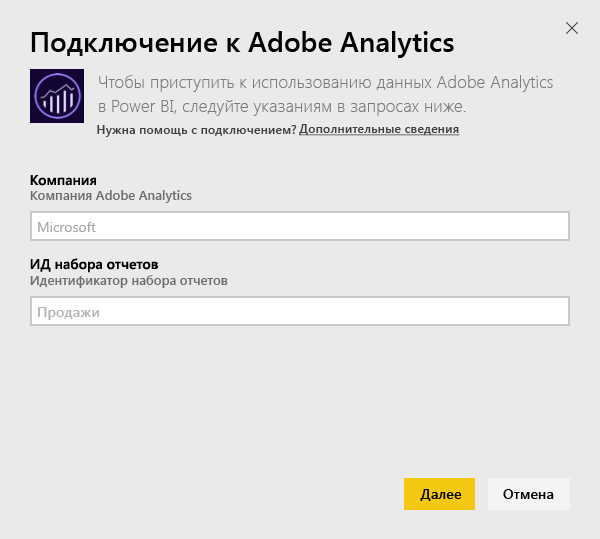 Подключение к Adobe Analytics
Чтобы приступить к использованию данных Adobe Analytics
в Power BI, следуйте указаниям в запросах ниже.
Нужна помощь с подключением? Дополнительные сведения
Компания
Компания Adobe Analytics
Microsoft
ИД набора отчетов
Идентификатор набора отчетов
Продажи
Далее
Отмена